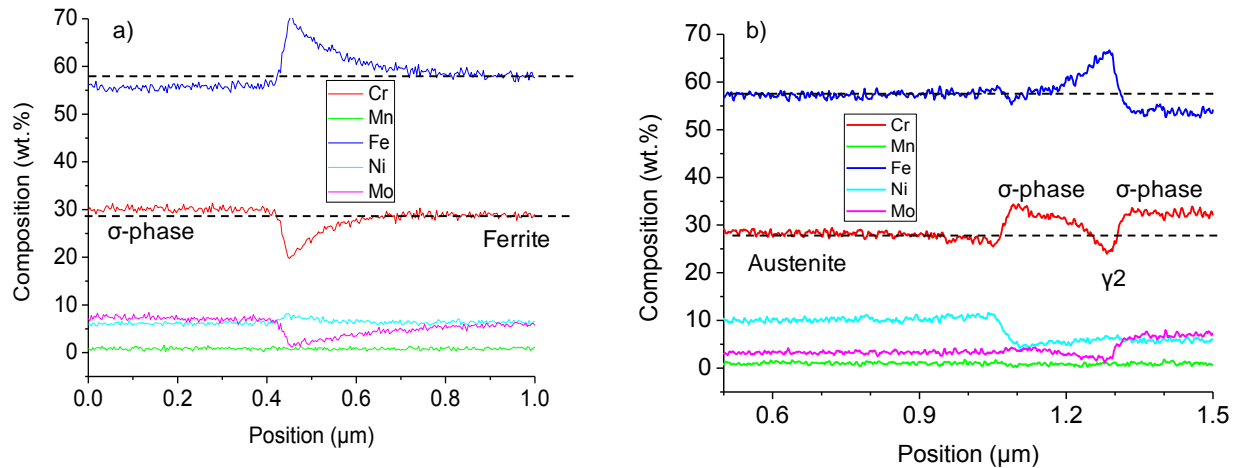 a)
70
60
50
40
30
20
10
0
Composition (wt.%)
Cr
Mn
Fe
Ni
Mo
σ-phase
Ferrite
0.0 0.2 0.4 0.6 0.8 1.0
Position (µm)
b)
70
60
50
40
30
20
10
0
Composition (wt.%)
Cr
Mn
Fe
Ni
Mo
σ-phase σ-phase
Austenite
γ2
0.6 0.9 1.2 1.5
Position (µm)